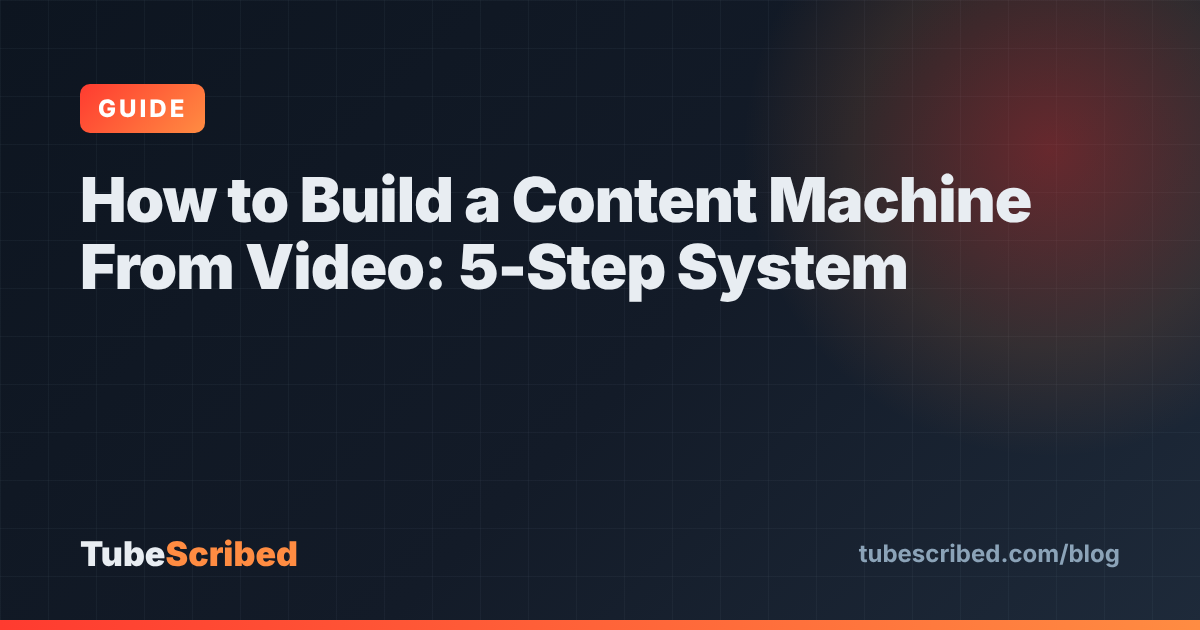 GUIDE
How to Build a Content Machine
From Video: 5-Step System
TubeScribed
tubescribed.com/blog